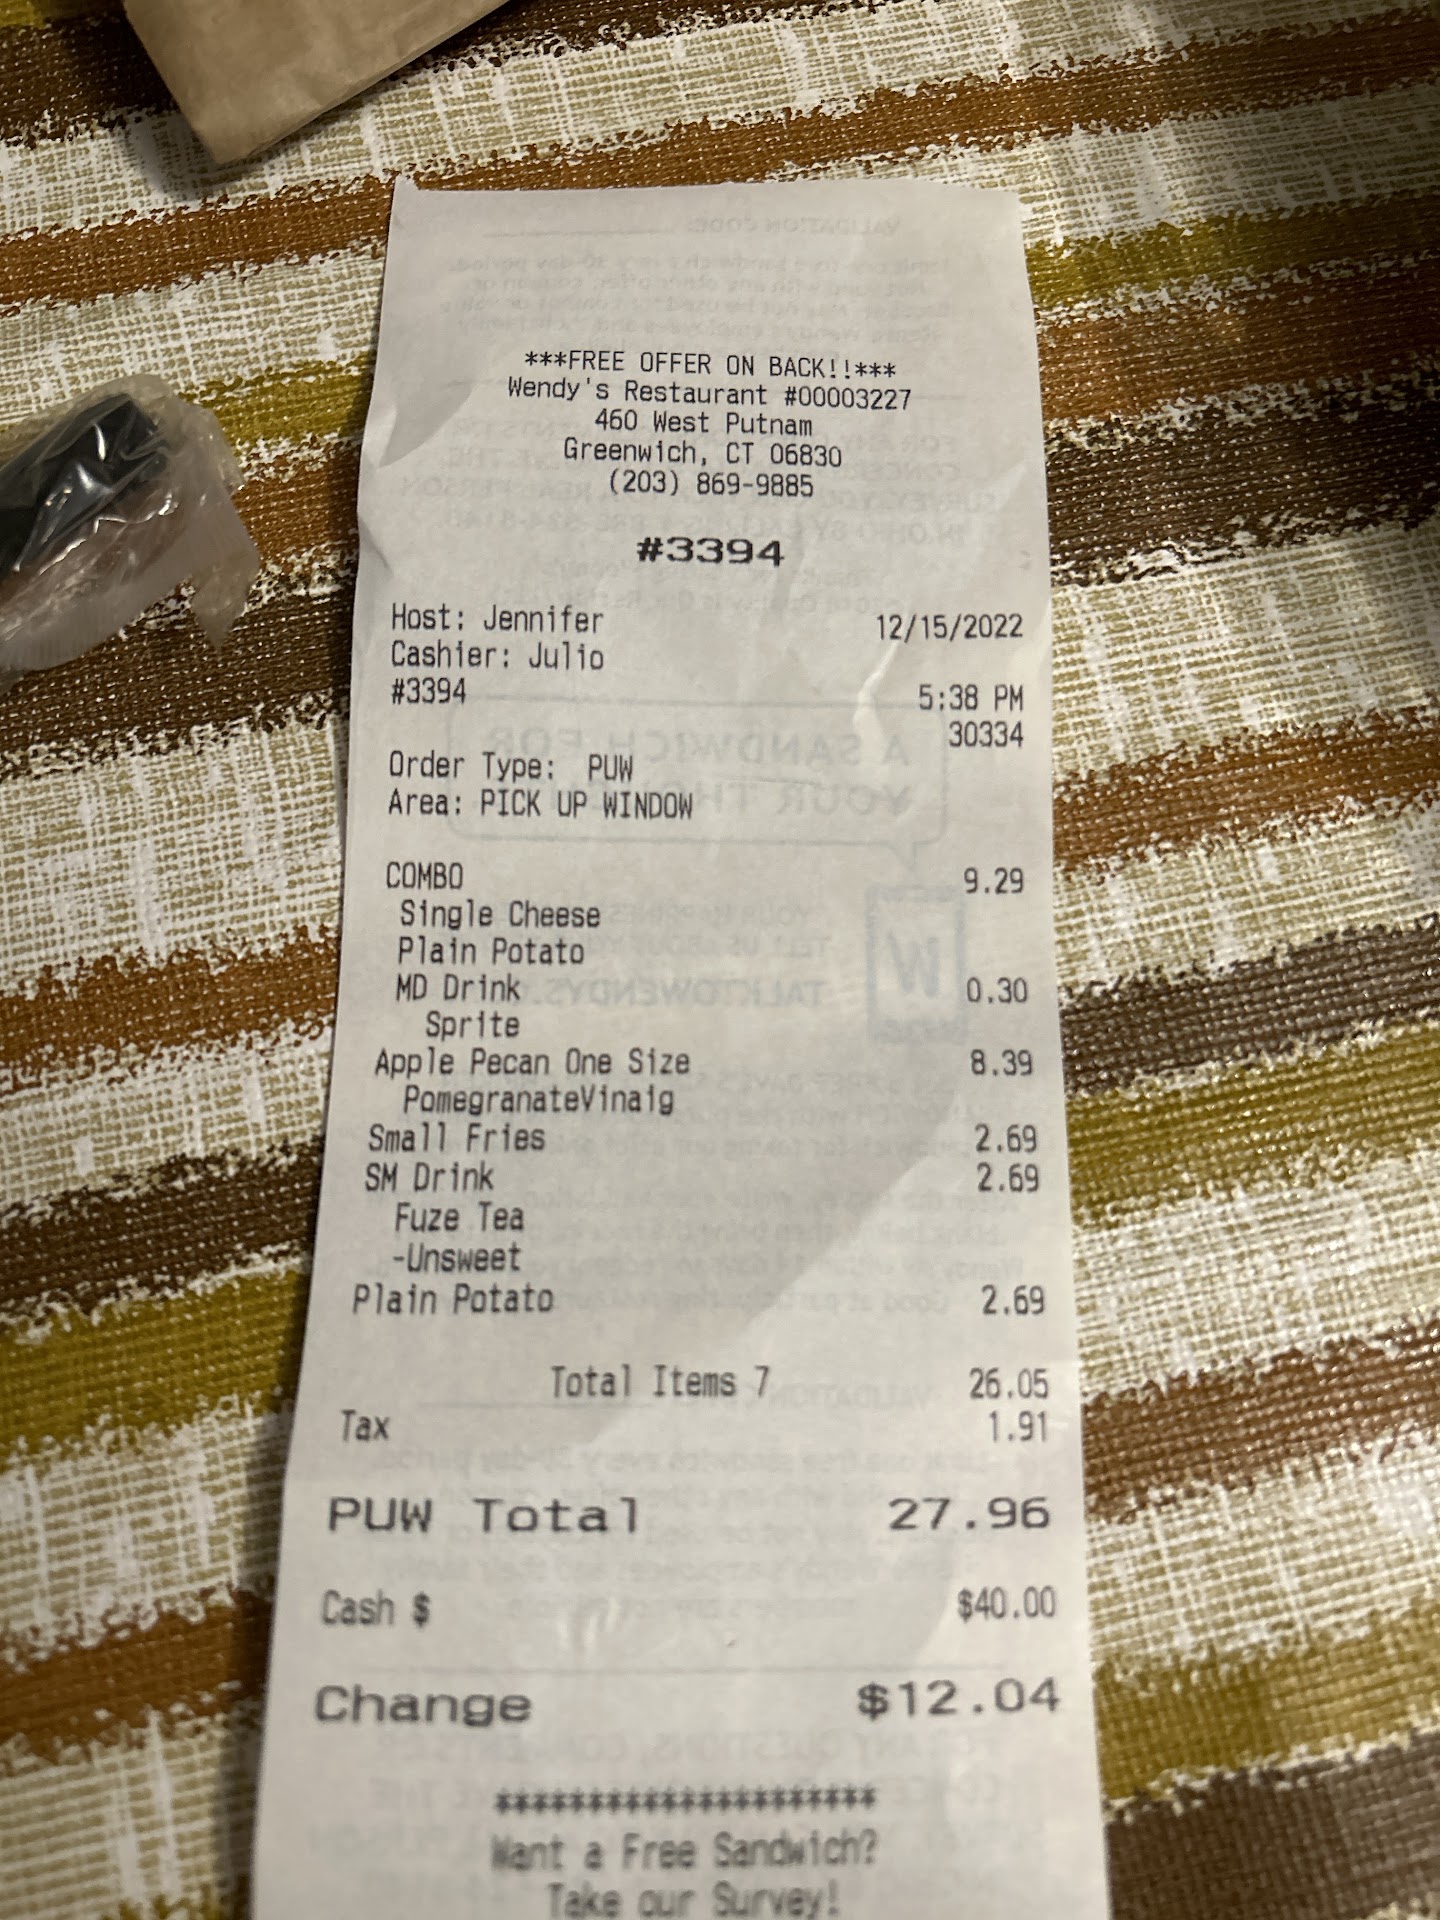 ***FREE OFFER ON BACK!!***
Wendy's Restaurant #00003227
460 West Putnam
Greenwich, CT 06830
(203) 869-9885
#3394
Host: Jennifer 12/15/2022
Cashier: Julio
#3394 5:38 PM
30334
Order Type: PUW
Area: PICK UP WINDOW
COMBO 9.29
Single Cheese
Plain Potato
MD Drink 0.30
Sprite
Apple Pecan One Size 8.39
PomegranateVinaig
Small Fries 2.69
SM Drink 2.69
Fuze Tea
-Unsweet
Plain Potato 2.69
Total Items 7 26.05
Tax 1.91
PUW Total 27.96
Cash $ $40.00
Change $12.04
*************************
Want a Free Sandwich?
Take our Survey!